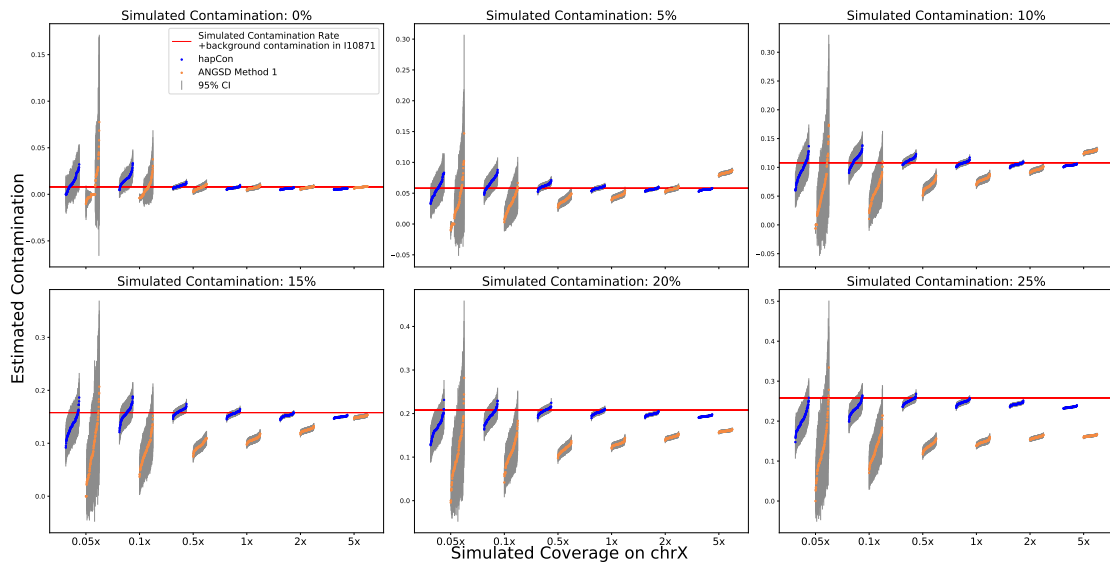 Simulated Contamination: 0%
Simulated Contamination: 5%
Simulated Contamination: 10%
Simulated Contamination Rate
+background contamination in I10871
hapCon
ANGSD Method 1
95% CI
0.15
0.10
0.05
0.00
−0.05
0.30
0.25
0.20
0.15
0.10
0.05
0.00
−0.05
0.30
0.25
0.20
0.15
0.10
0.05
0.00
−0.05
Estimated Contamination
Simulated Contamination: 15%
Simulated Contamination: 20%
Simulated Contamination: 25%
0.3
0.2
0.1
0.0
0.4
0.3
0.2
0.1
0.0
0.5
0.4
0.3
0.2
0.1
0.0
0.05x 0.1x 0.5x 1x 2x 5x
0.05x 0.1x 0.5x 1x 2x 5x
0.05x 0.1x 0.5x 1x 2x 5x
Simulated Coverage on chrX